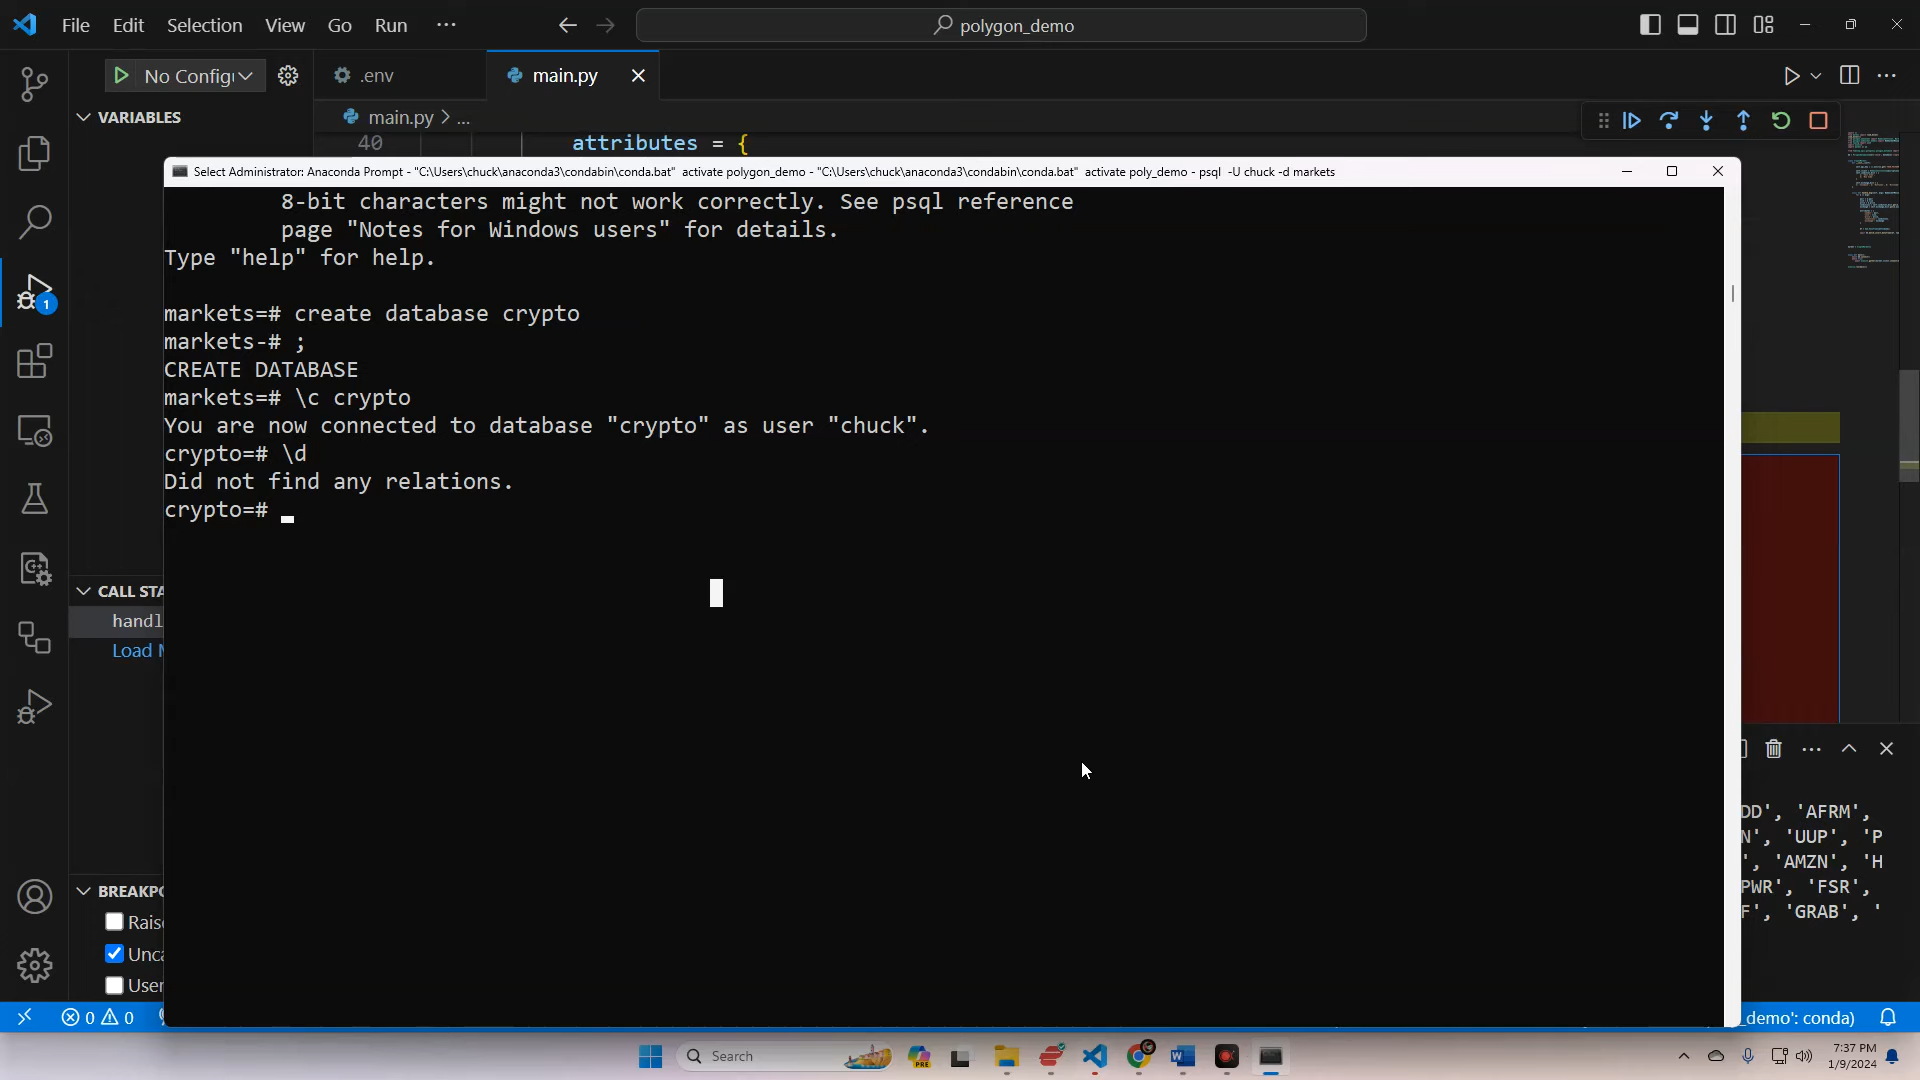 File Edit Selection View Go Run ··· polygon_demo
No Config .env main.py
VARIABLES main.py > ...
40 attributes = {
Select Administrator: Anaconda Prompt - "C:\Users\chuck\anaconda3\condabin\conda.bat" activate polygon_demo - "C:\Users\chuck\anaconda3\condabin\conda.bat" activate poly_demo - psql -U chuck -d markets
8-bit characters might not work correctly. See psql reference
page "Notes for Windows users" for details.
Type "help" for help.
markets=# create database crypto
markets-# ;
CREATE DATABASE
markets=# \c crypto
You are now connected to database "crypto" as user "chuck".
crypto=# \d
Did not find any relations.
crypto=#
1
CALL STA
handl
Load M
DD', 'AFRM',
N', 'UUP', 'P
', 'AMZN', 'H
PWR', 'FSR',
F', 'GRAB', '
BREAKPO
Raise
Unca
User
0 0 _demo': conda)
Search PRE 7:37 PM
1/9/2024